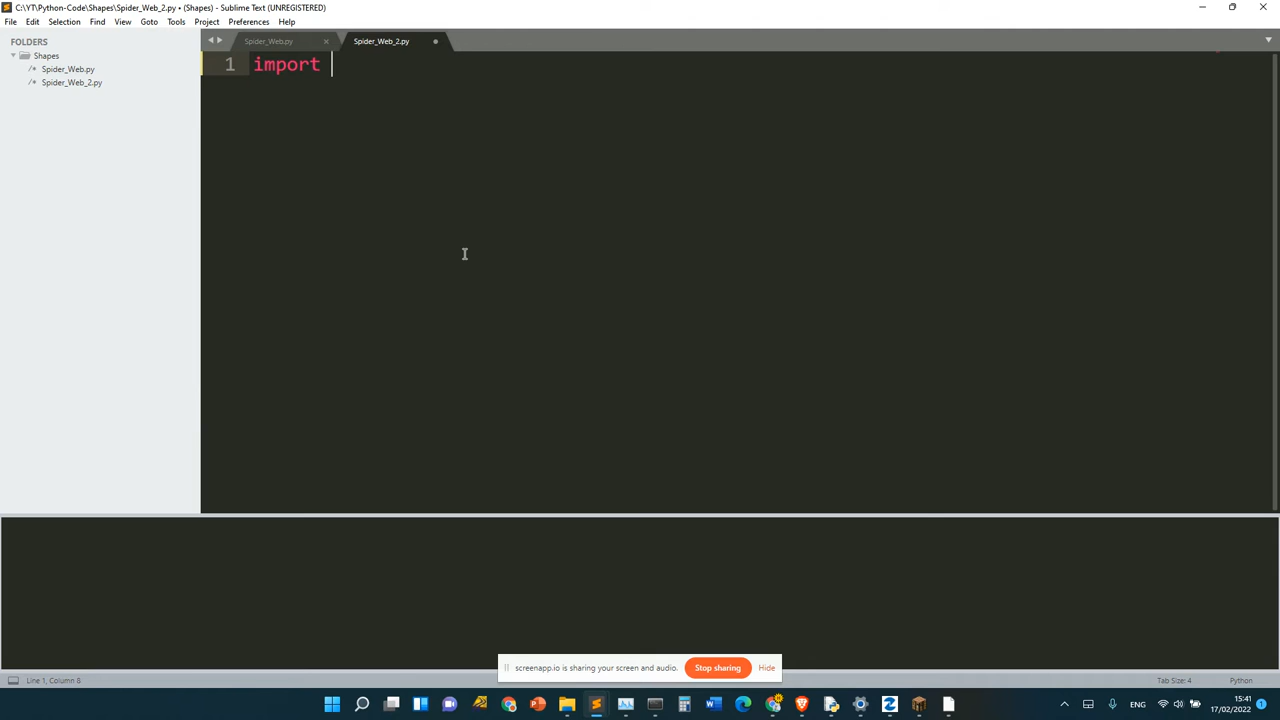 C:\YT\Python-Code\Shapes\Spider_Web_2.py • (Shapes) - Sublime Text (UNREGISTERED)
File Edit Selection Find View Goto Tools Project Preferences Help
FOLDERS
Shapes
/* Spider_Web.py
/* Spider_Web_2.py
Spider_Web.py
Spider_Web_2.py
1 import
screenapp.io is sharing your screen and audio. Stop sharing Hide
Line 1, Column 8
Tab Size: 4 Python
ENG
15:41
17/02/2022